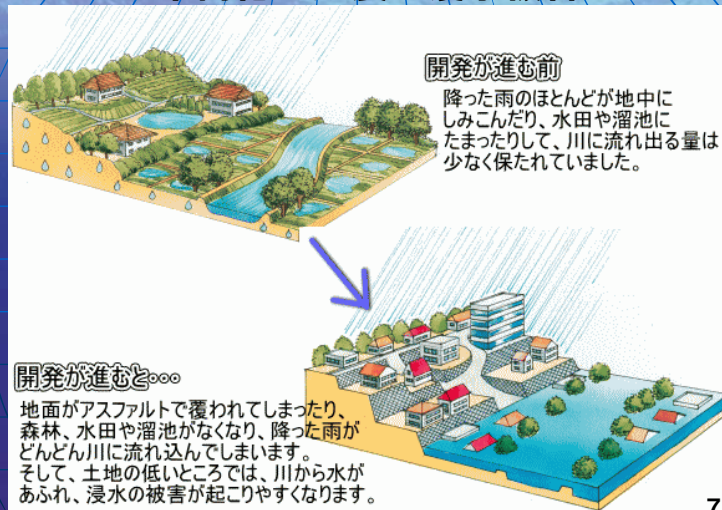 開発が進む前
降った雨のほとんどが地中に
しみこんだり、水田や溜池に
たまったりして、川に流れ出る量は
少なく保たれていました。
開発が進むと•••
地面がアスファルトで覆われてしまったり、
森林、水田や溜池がなくなり、降った雨が
どんどん川に流れ込んでしまいます。
そして、土地の低いところでは、川から水が
あふれ、浸水の被害が起こりやすくなります。
7